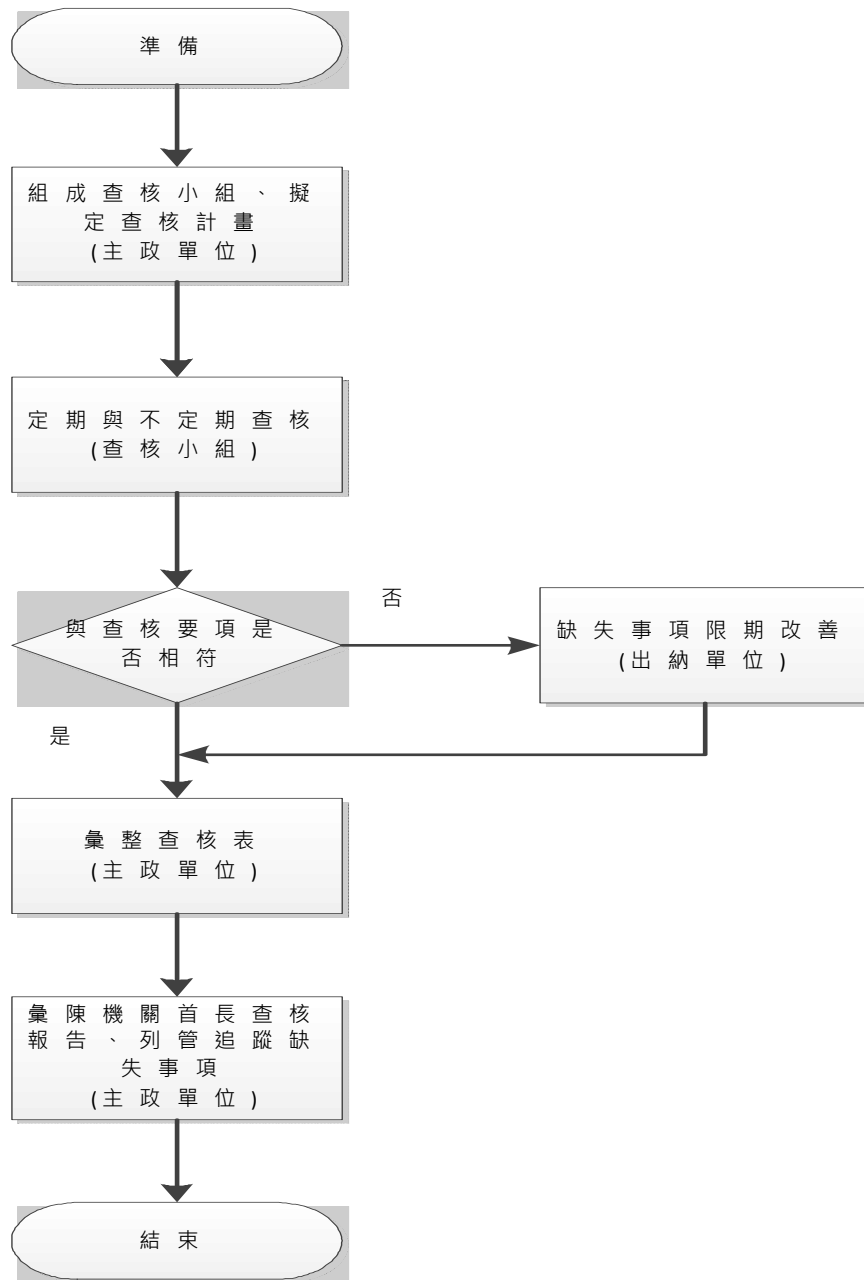 準備
組成查核小組、擬
定查核計畫
(主政單位)
定期與不定期查核
(查核小組)
與查核要項是
否相符
否
缺失事項限期改善
(出納單位)
是
彙整查核表
(主政單位)
彙陳機關首長查核
報告、列管追蹤缺
失事項
(主政單位)
結束